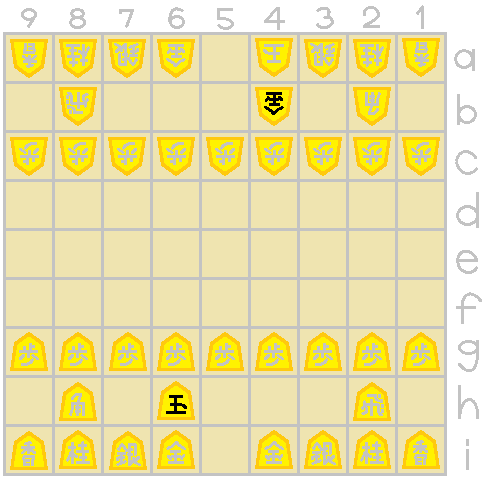 9 8 7 6 5 4 3 2 1
香 桂 銀 金 王 銀 桂 香 a
飛 金 角 b
歩 歩 歩 歩 歩 歩 歩 歩 歩 c
d
e
f
歩 歩 歩 歩 歩 歩 歩 歩 歩 g
角 玉 飛 h
香 桂 銀 金 金 銀 桂 香 i